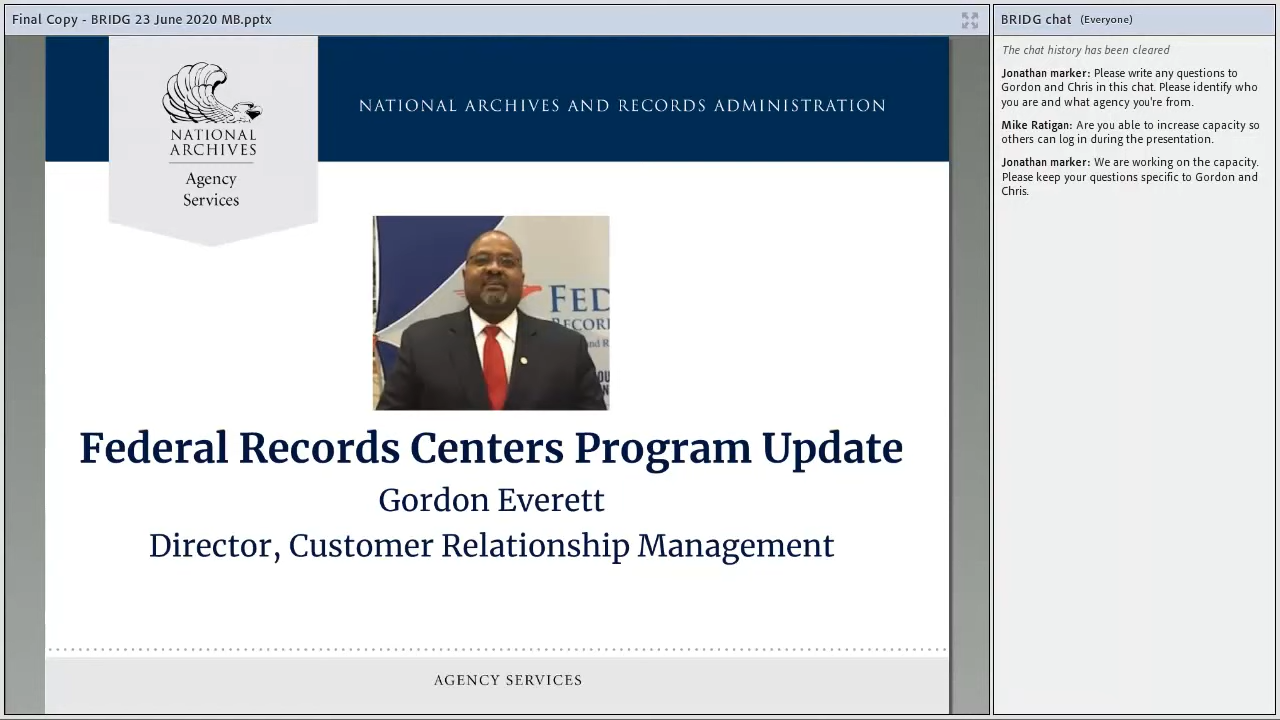 Final Copy - BRIDG 23 June 2020 MB.pptx
NATIONAL ARCHIVES AND RECORDS ADMINISTRATION
NATIONAL
ARCHIVES
Agency
Services
FED
RECOR
nd R
OU
N
Federal Records Centers Program Update
Gordon Everett
Director, Customer Relationship Management
AGENCY SERVICES
BRIDG chat (Everyone)
The chat history has been cleared
Jonathan marker: Please write any questions to
Gordon and Chris in this chat. Please identify who
you are and what agency you're from.
Mike Ratigan: Are you able to increase capacity so
others can log in during the presentation.
Jonathan marker: We are working on the capacity.
Please keep your questions specific to Gordon and
Chris.